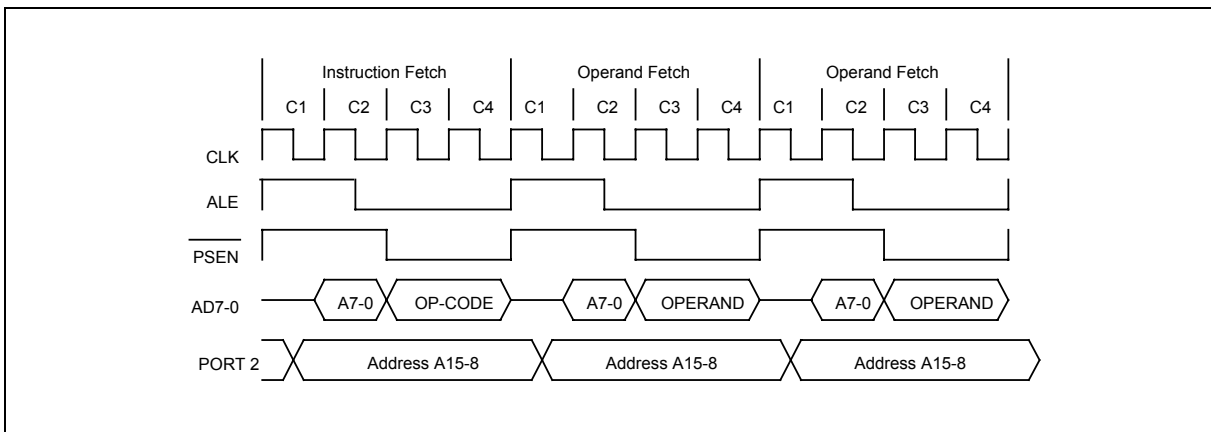 Instruction Fetch Operand Fetch Operand Fetch
C1 C2 C3 C4 C1 C2 C3 C4 C1 C2 C3 C4
CLK
ALE
PSEN
AD7-0 A7-0 OP-CODE A7-0 OPERAND A7-0 OPERAND
PORT 2 Address A15-8 Address A15-8 Address A15-8